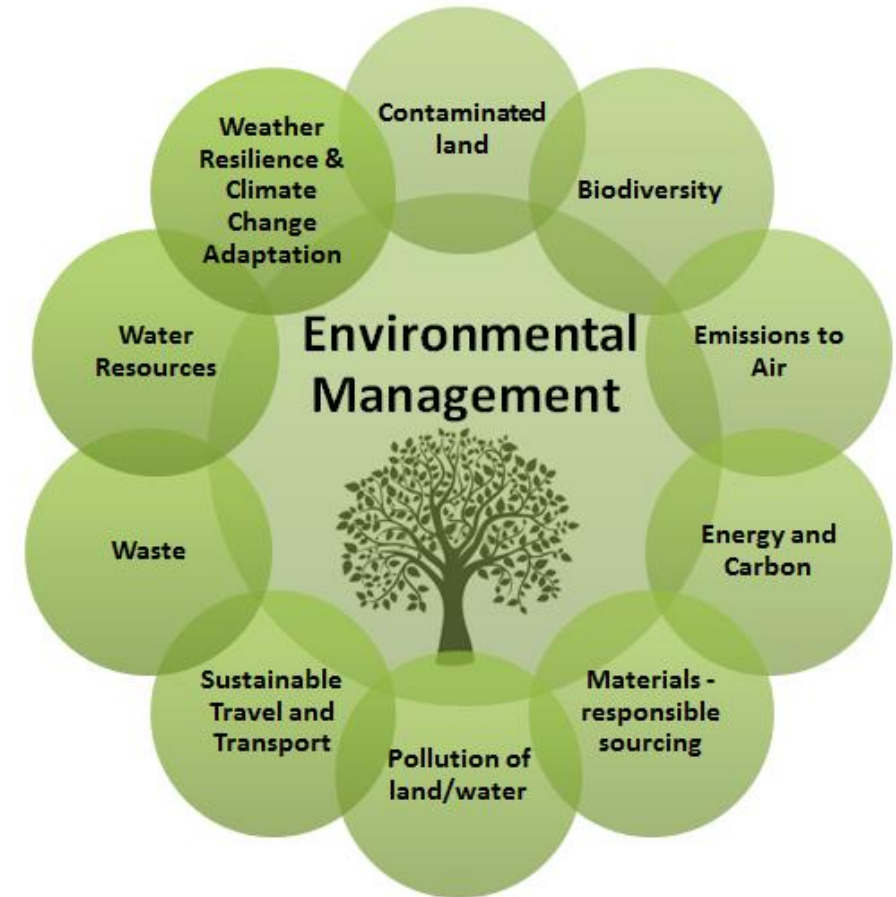 Contaminated
land
Biodiversity
Emissions to
Air
Energy and
Carbon
Materials -
responsible
sourcing
Pollution of
land/water
Sustainable
Travel and
Transport
Waste
Water
Resources
Weather
Resilience &
Climate
Change
Adaptation
Environmental
Management